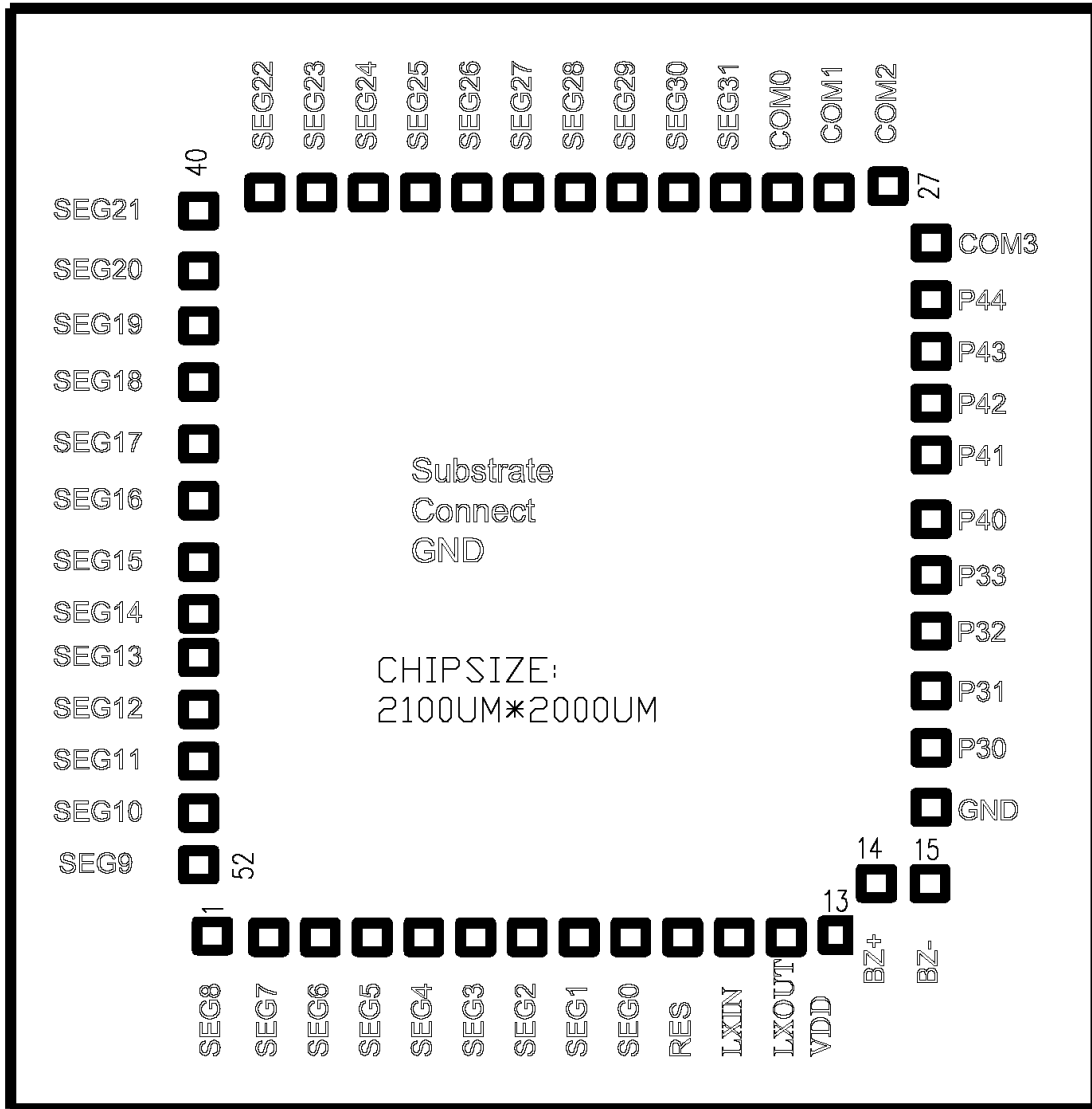 SEG22
SEG23
SEG24
SEG25
SEG26
SEG27
SEG28
SEG29
SEG30
SEG31
COM0
COM1
COM2
40
27
SEG21
SEG20
SEG19
SEG18
SEG17
SEG16
SEG15
SEG14
SEG13
SEG12
SEG11
SEG10
SEG9
52
COM3
P44
P43
P42
P41
P40
P33
P32
P31
P30
GND
Substrate
Connect
GND
CHIPSIZE:
2100UM*2000UM
14
15
1
13
SEG8
SEG7
SEG6
SEG5
SEG4
SEG3
SEG2
SEG1
SEG0
RES
LXIN
LXOUT
VDD
BZ+
BZ-